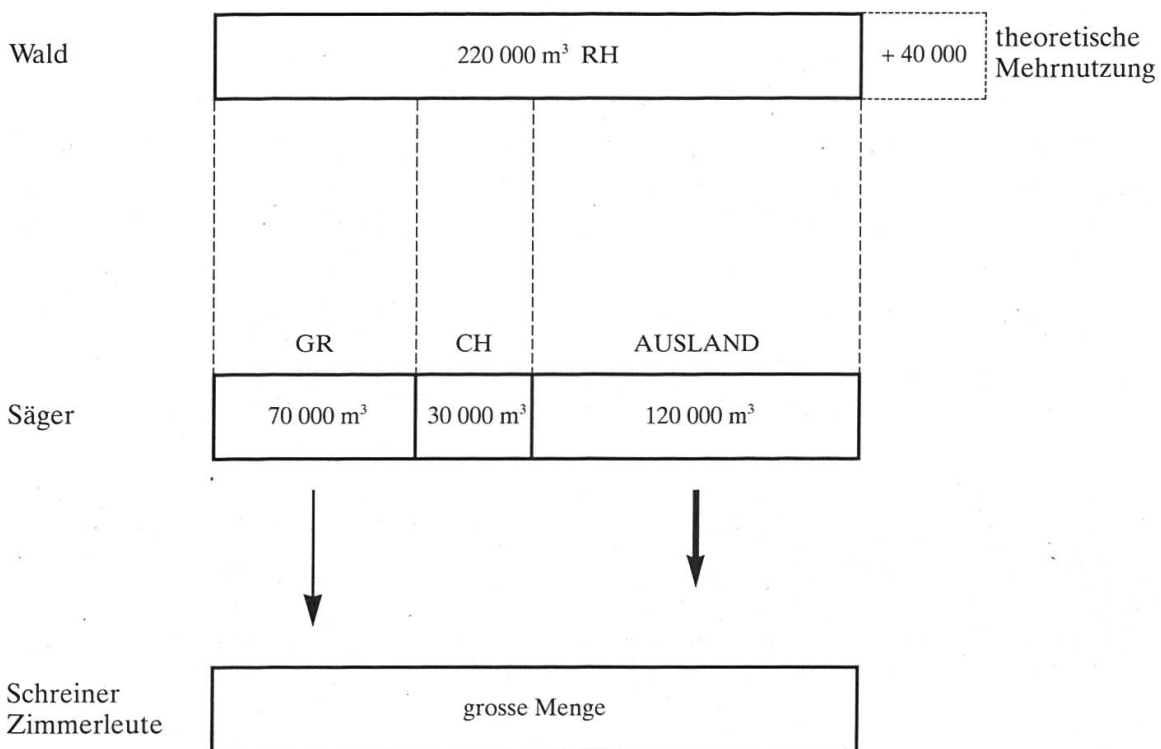 Wald
220 000 m³ RH
+ 40 000
theoretische
Mehrnutzung
GR
CH
AUSLAND
Säger
70 000 m³
30 000 m³
120 000 m³
Schreiner
Zimmerleute
grosse Menge